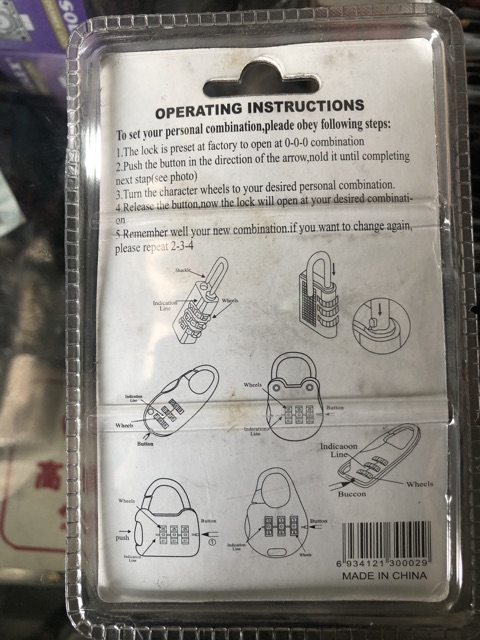 OPERATING INSTRUCTIONS
To set your personal combination,pleade obey following steps:
1.The lock is preset at factory to open at 0-0-0 combination
2.Push the button in the direction of the arrow,nold it until completing
next stap(see photo)
3.Turn the character wheels to your desired personal combination.
4.Release the button,now the lock will open at your desired combinati-
on
5.Remember well your new combination.if you want to change again,
please repeat 2-3-4
Shackle
Indication
Line
Wheels
Indication
Line
Wheels
Button
Wheels
Button
Indication
Line
Indicaoon
Line
Buccon
Wheels
Wheels
Button
push
1
Indication
Line
Button
Indication
Line
Wheels
6 934121 300029
MADE IN CHINA